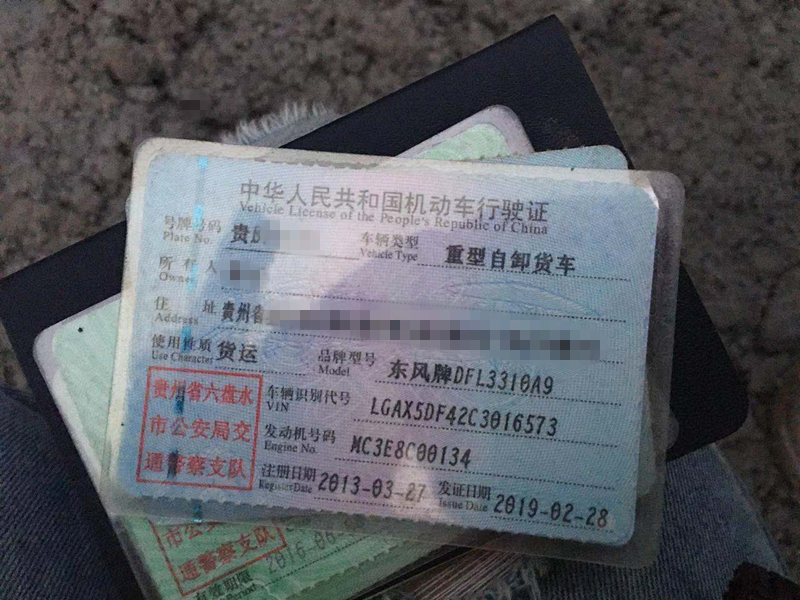 中华人民共和国机动车行驶证
Vehicle License of the People's Republic of China
号牌号码 贵 车辆类型 重型自卸货车
Plate No. Vehicle Type
所有人
Owner
住址 贵州省
Address
使用性质 货运 品牌型号 东风牌DFL3310A9
Use Character Model
贵州省六盘水
市公安局交
通警察支队
车辆识别代号 LGAX5DF42C3016573
VIN
发动机号码 MC3E8C00134
Engine No.
注册日期 2013-03-27 发证日期 2019-02-28
Register Date Issue Date
市公安
通警察支队
有效期限